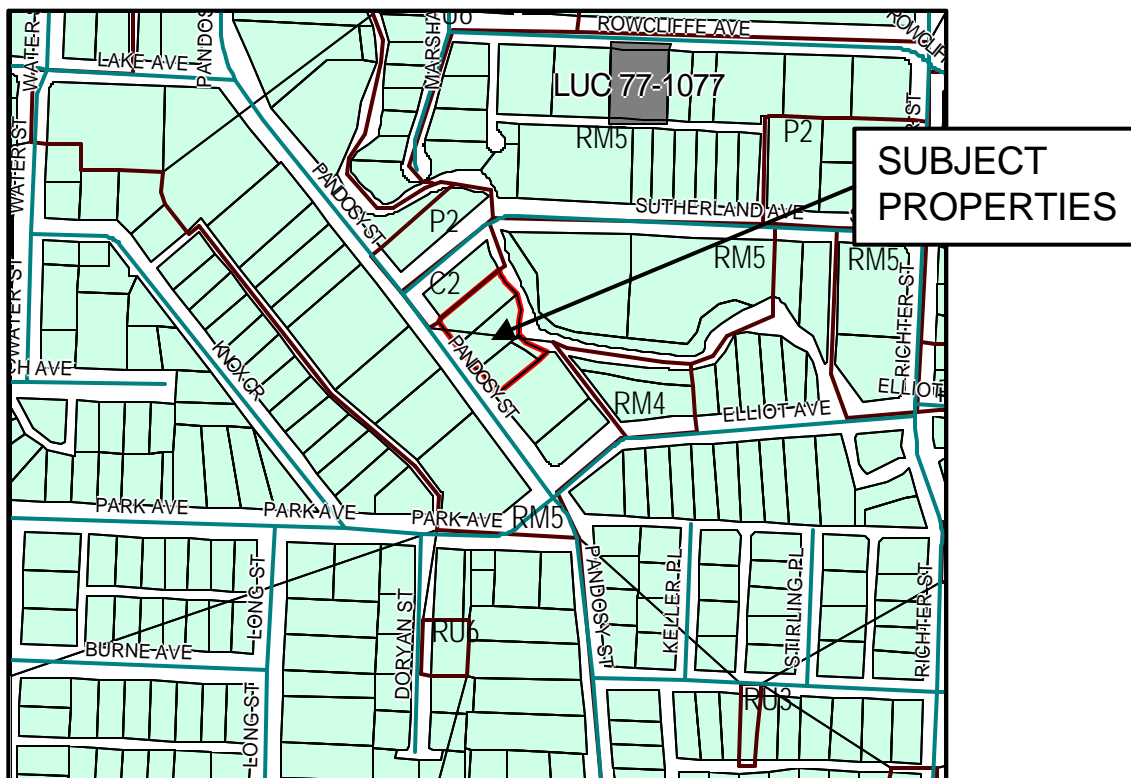 ROWCLIFFE AVE
LAKE AVE
WATER ST
MARSHA
LUC 77-1077
RM5
P2
SUBJECT
PROPERTIES
WATER ST
PANDOSY ST
P2
SUTHERLAND AVE
C2
RM5
RM5
WATER ST
RICHTER ST
PANDOSY ST
CH AVE
KNOX CR
RM4
ELLIOT AVE
ELLIOT
PARK AVE
PARK AVE
PARK AVE
RM5
LONG ST
DORYAN ST
PANDOSY ST
KELLER PL
STIRLING PL
RICHTER ST
RU6
BURNE AVE
LONG ST
RU3